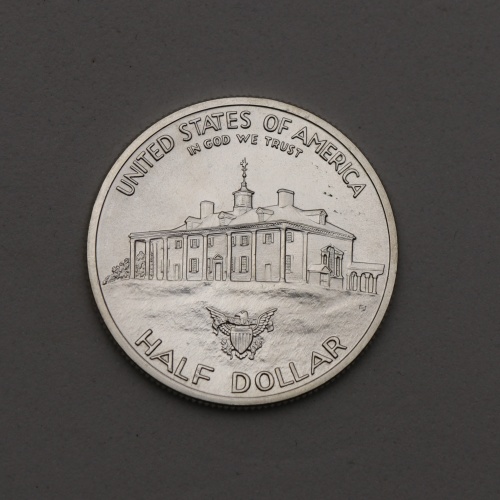 UNITED STATES OF AMERICA
IN GOD WE TRUST
HALF DOLLAR